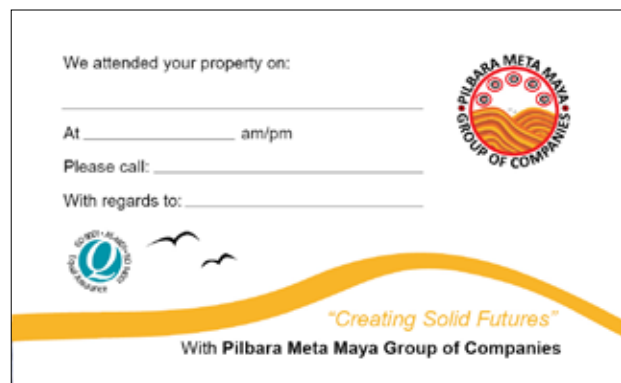 We attended your property on:
At am/pm
Please call:
With regards to:
PILBARA META MAYA
GROUP OF COMPANIES
Q
"Creating Solid Futures"
With Pilbara Meta Maya Group of Companies